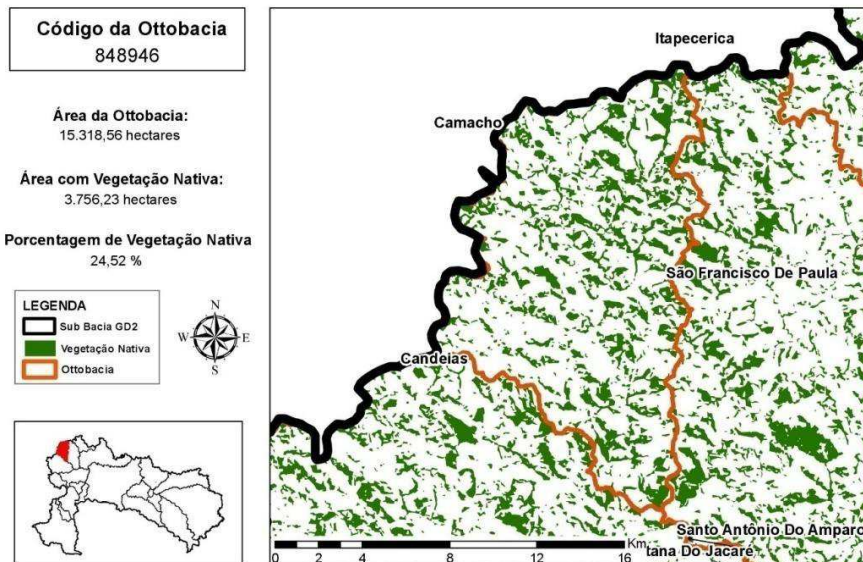 Código da Ottobacia
848946
Área da Ottobacia:
15.318,56 hectares
Área com Vegetação Nativa:
3.756,23 hectares
Porcentagem de Vegetação Nativa
24,52 %
LEGENDA
Sub Bacia GD2
Vegetação Nativa
Ottobacia
N
W
E
S
Itapecerica
Camacho
São Francisco De Paula
Candeias
Santo Antônio Do Amparo
tana Do Jacaré
0 2 4 8 12 16 Km